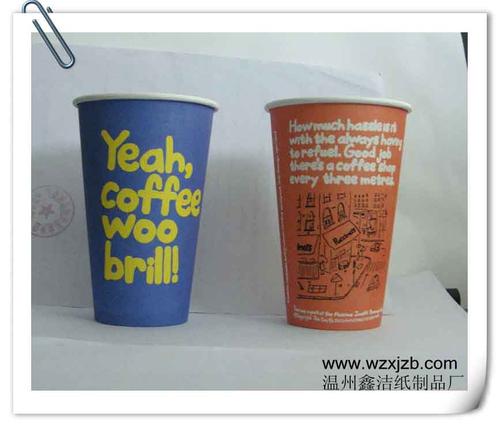 Yeah,
coffee
woo
brill!
How much hassle is it
with the always having
to refuel. Good job
there's a coffee shop
every three metres.
www.wzxjzb.com
温州鑫洁纸制品厂